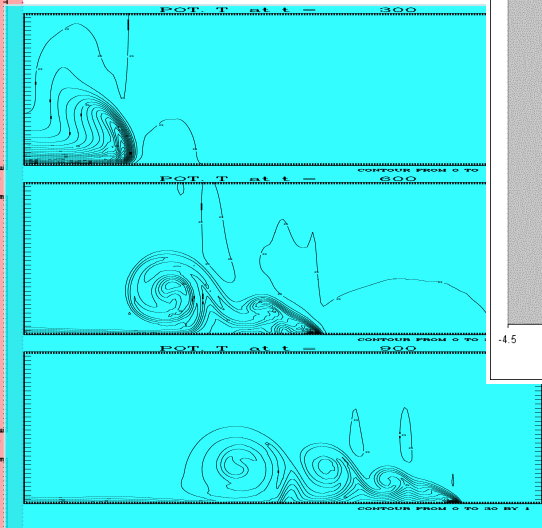 POT. T at t = 300
CONTOUR FROM 0 TO
POT. T at t = 600
CONTOUR FROM 0 TO
-4.5
POT. T at t = 900
CONTOUR FROM 0 TO 30 BY 1